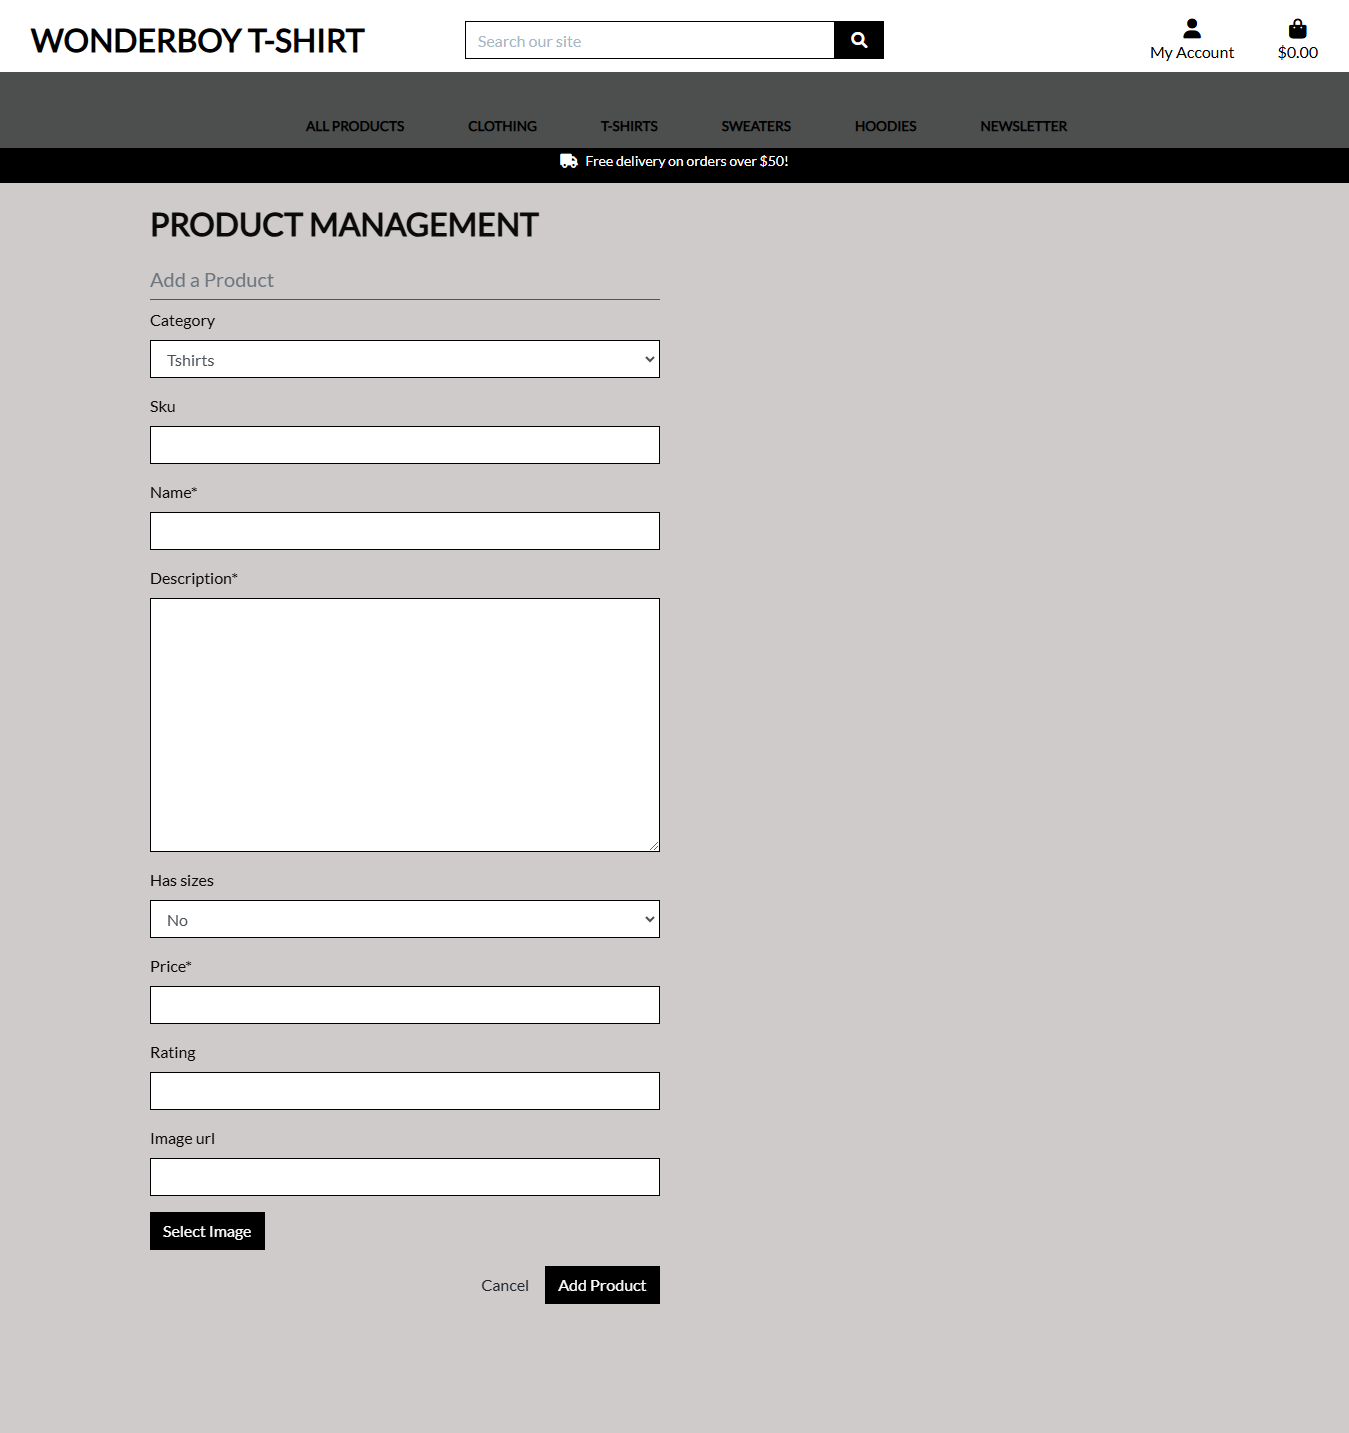 WONDERBOY T-SHIRT
Search our site
My Account
$0.00
ALL PRODUCTS CLOTHING T-SHIRTS SWEATERS HOODIES NEWSLETTER
Free delivery on orders over $50!
PRODUCT MANAGEMENT
Add a Product
Category
Tshirts
Sku
Name*
Description*
Has sizes
No
Price*
Rating
Image url
Select Image
Cancel Add Product